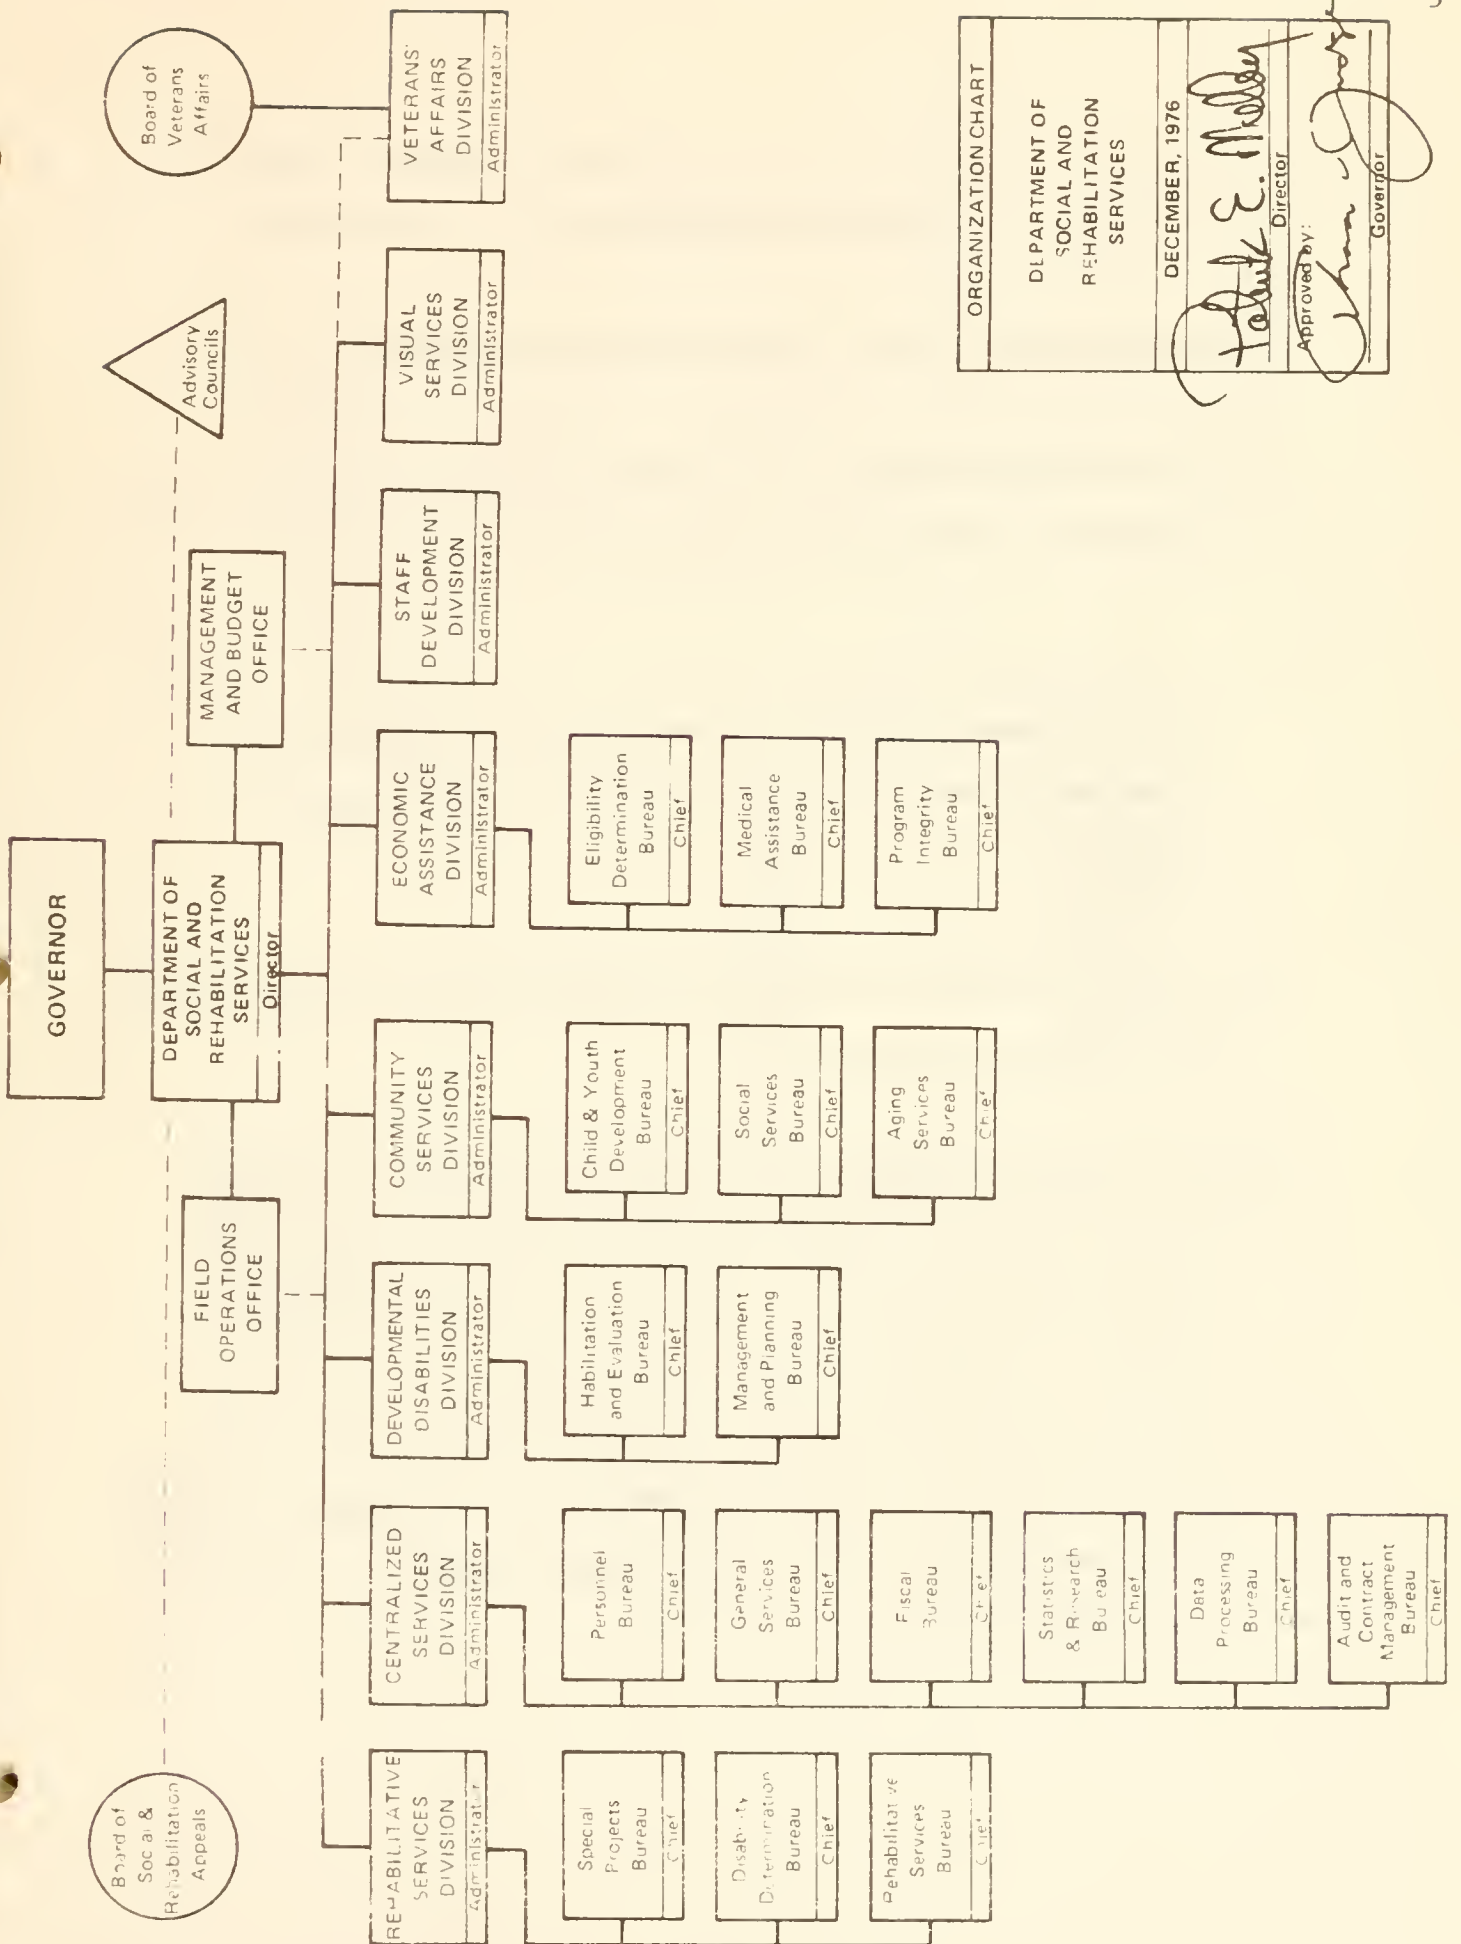 GOVERNOR
DEPARTMENT OF
SOCIAL AND
REHABILITATION
SERVICES
Director
FIELD
OPERATIONS
OFFICE
MANAGEMENT
AND BUDGET
OFFICE
Board of
Social &
Rehabilitation
Appeals
Advisory
Councils
Board of
Veterans
Affairs
REHABILITATIVE
SERVICES
DIVISION
Administrator
Special
Projects
Bureau
Chief
Disability
Determination
Bureau
Chief
Rehabilitative
Services
Bureau
Chief
CENTRALIZED
SERVICES
DIVISION
Administrator
Personnel
Bureau
Chief
General
Services
Bureau
Chief
Fiscal
Bureau
Chief
Statistics
& Research
Bureau
Chief
Data
Processing
Bureau
Chief
Audit and
Contract
Management
Bureau
Chief
DEVELOPMENTAL
DISABILITIES
DIVISION
Administrator
Habilitation
and Evaluation
Bureau
Chief
Management
and Planning
Bureau
Chief
COMMUNITY
SERVICES
DIVISION
Administrator
Child & Youth
Development
Bureau
Chief
Social
Services
Bureau
Chief
Aging
Services
Bureau
Chief
ECONOMIC
ASSISTANCE
DIVISION
Administrator
Eligibility
Determination
Bureau
Chief
Medical
Assistance
Bureau
Chief
Program
Integrity
Bureau
Chief
STAFF
DEVELOPMENT
DIVISION
Administrator
VISUAL
SERVICES
DIVISION
Administrator
VETERANS'
AFFAIRS
DIVISION
Administrator
ORGANIZATION CHART
DEPARTMENT OF
SOCIAL AND
REHABILITATION
SERVICES
DECEMBER, 1976
E.
Director
Approved by:
Governor